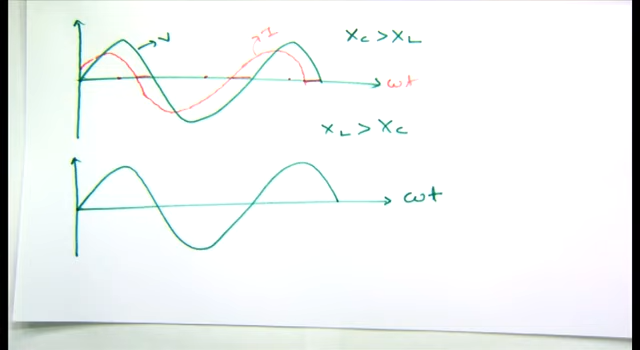 V
I
Xc > XL
ωt
XL > Xc
ωt